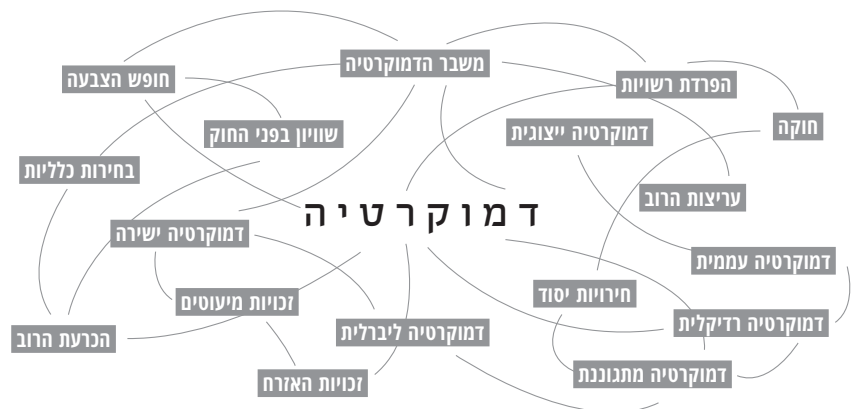 משבר הדמוקרטיה
הפרדת רשויות
חופש הצבעה
חוקה
דמוקרטיה ייצוגית
שוויון בפני החוק
בחירות כלליות
עריצות הרוב
דמוקרטיה
דמוקרטיה ישירה
דמוקרטיה עממית
חירויות יסוד
זכויות מיעוטים
דמוקרטיה רדיקלית
דמוקרטיה ליברלית
הכרעת הרוב
דמוקרטיה מתגוננת
זכויות האזרח